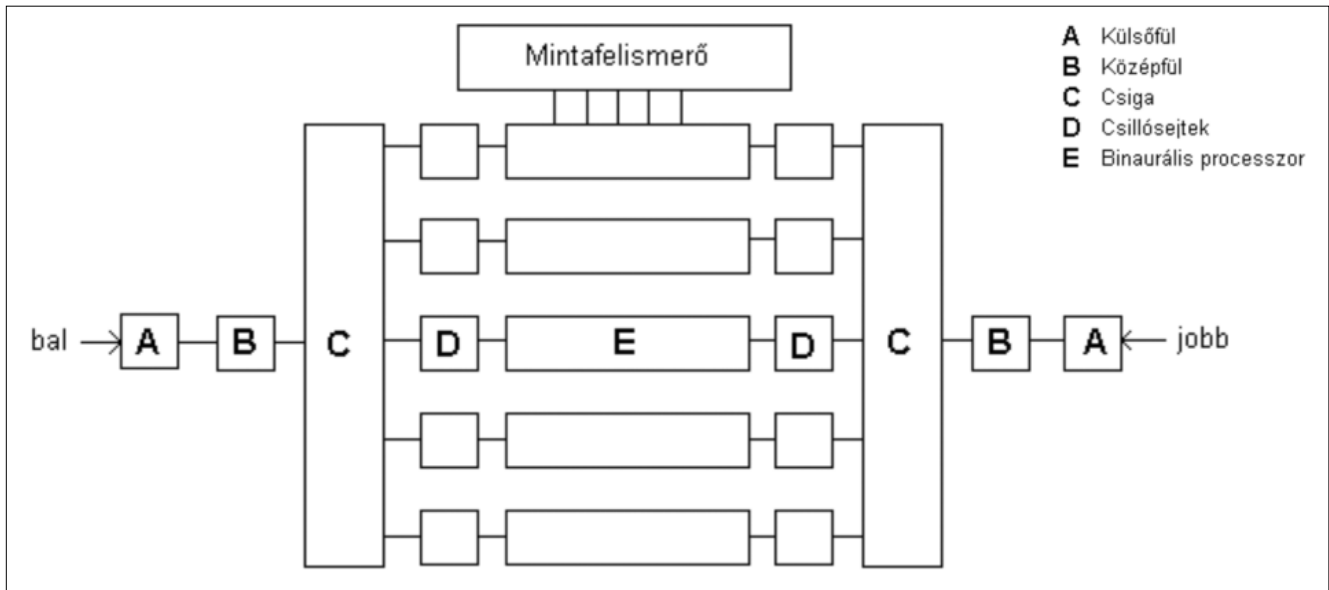 Mintafelismerő
A Külsőfül
B Középfül
C Csiga
D Csillósejtek
E Binaurális processzor
bal A B C D E D C B A jobb